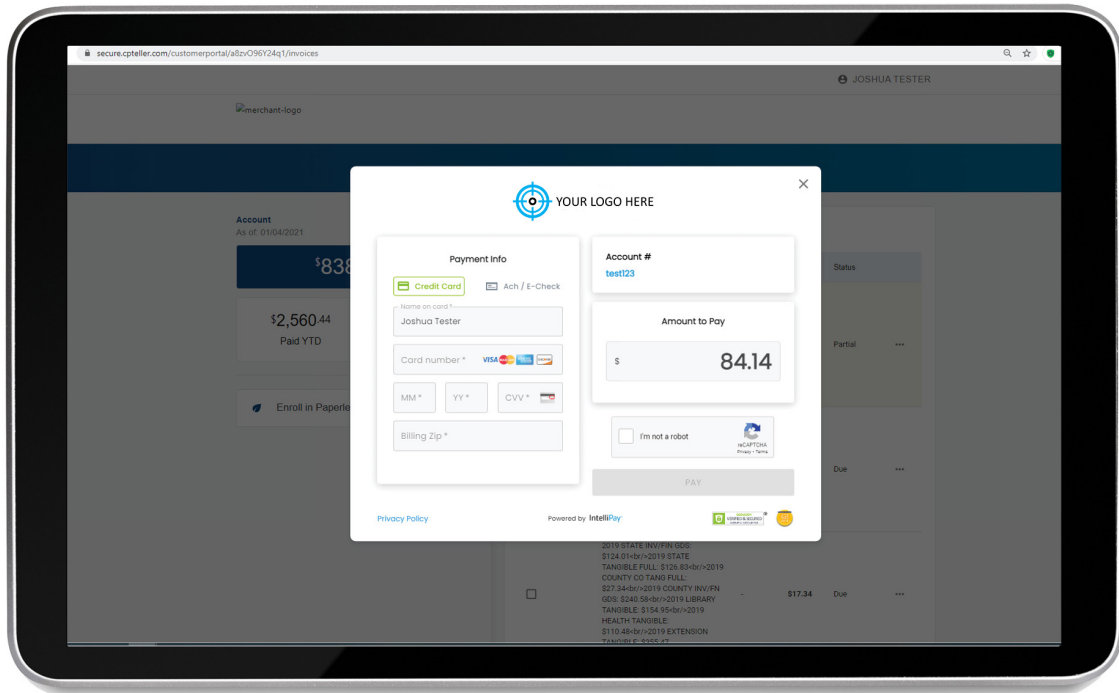 secure.cpteller.com/customerportal/a8zvO96Y24q1/invoices
JOSHUA TESTER
merchant-logo
YOUR LOGO HERE
Account
As of: 01/04/2021
$838
$2,560.44
Paid YTD
Enroll in Paperle
Payment Info
Credit Card
Ach / E-Check
Name on card *
Joshua Tester
Card number *
VISA
MM *
YY *
CVV *
Billing Zip *
Account #
test123
Amount to Pay
$ 84.14
I'm not a robot
reCAPTCHA
Privacy - Terms
PAY
Privacy Policy
Powered by IntelliPay
Status
Partial
Due
2019 STATE INV/FIN GDS:
$124.01<br/>2019 STATE
TANGIBLE FULL: $126.83<br/>2019
COUNTY CO TANG FULL:
$27.34<br/>2019 COUNTY INV/FN
GDS: $240.58<br/>2019 LIBRARY
TANGIBLE: $154.95<br/>2019
HEALTH TANGIBLE:
$110.48<br/>2019 EXTENSION
TANGIBLE: $355.47
- $17.34 Due